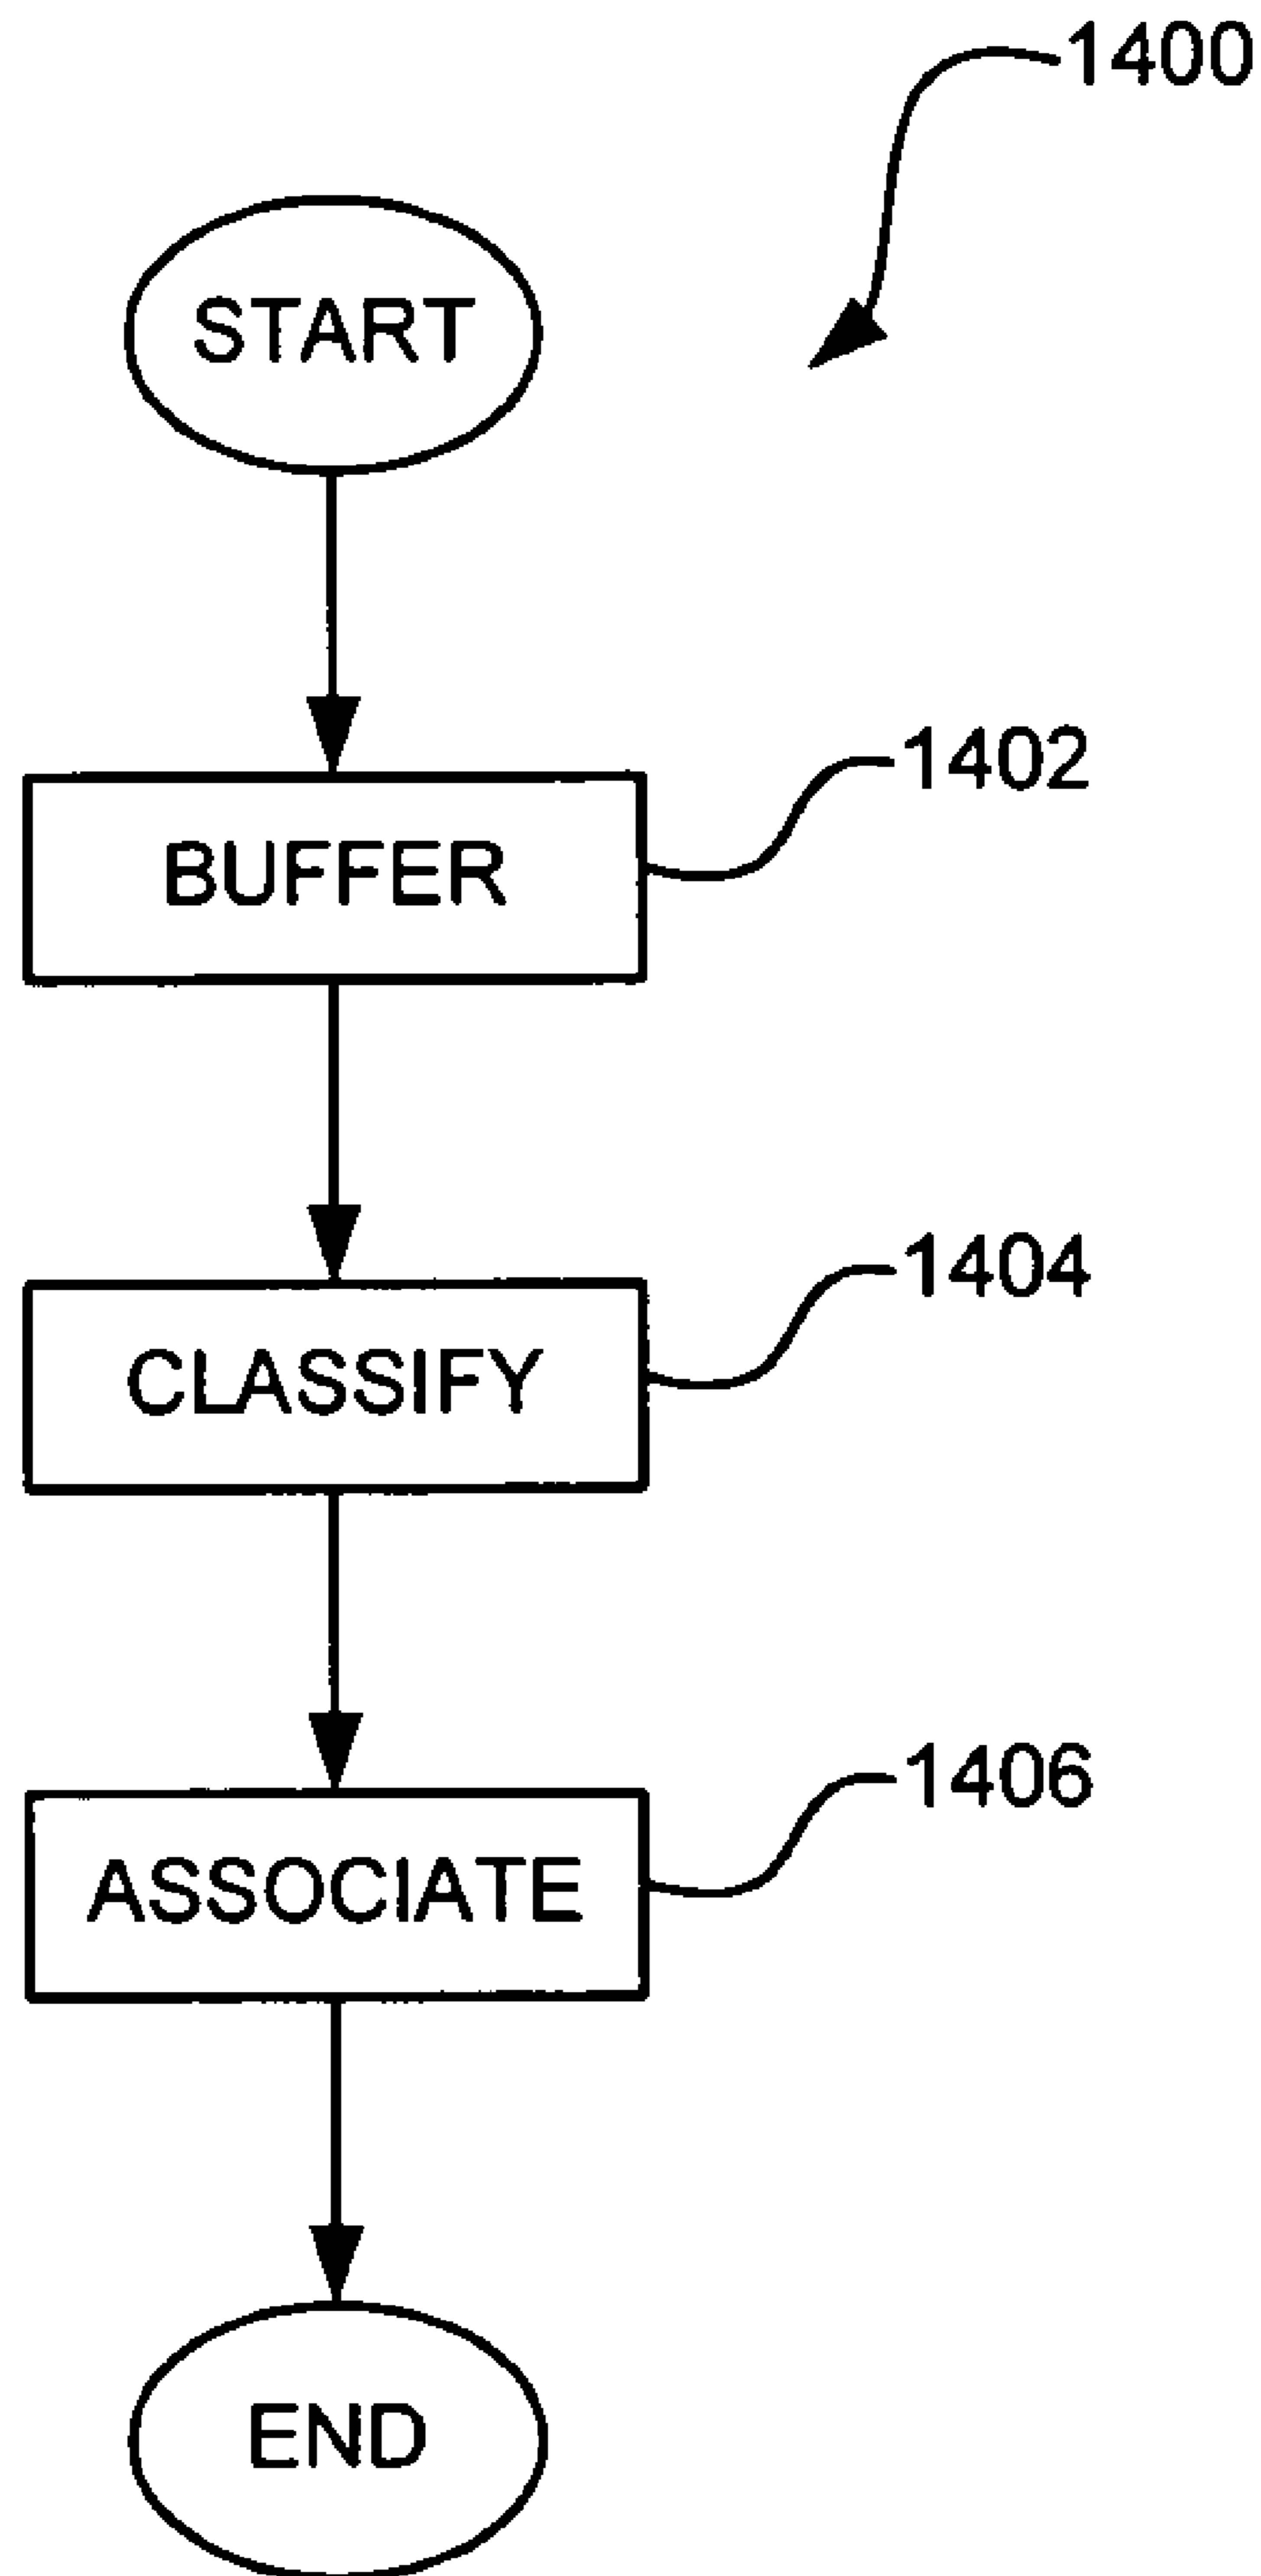 1400
START
1402
BUFFER
1404
CLASSIFY
1406
ASSOCIATE
END